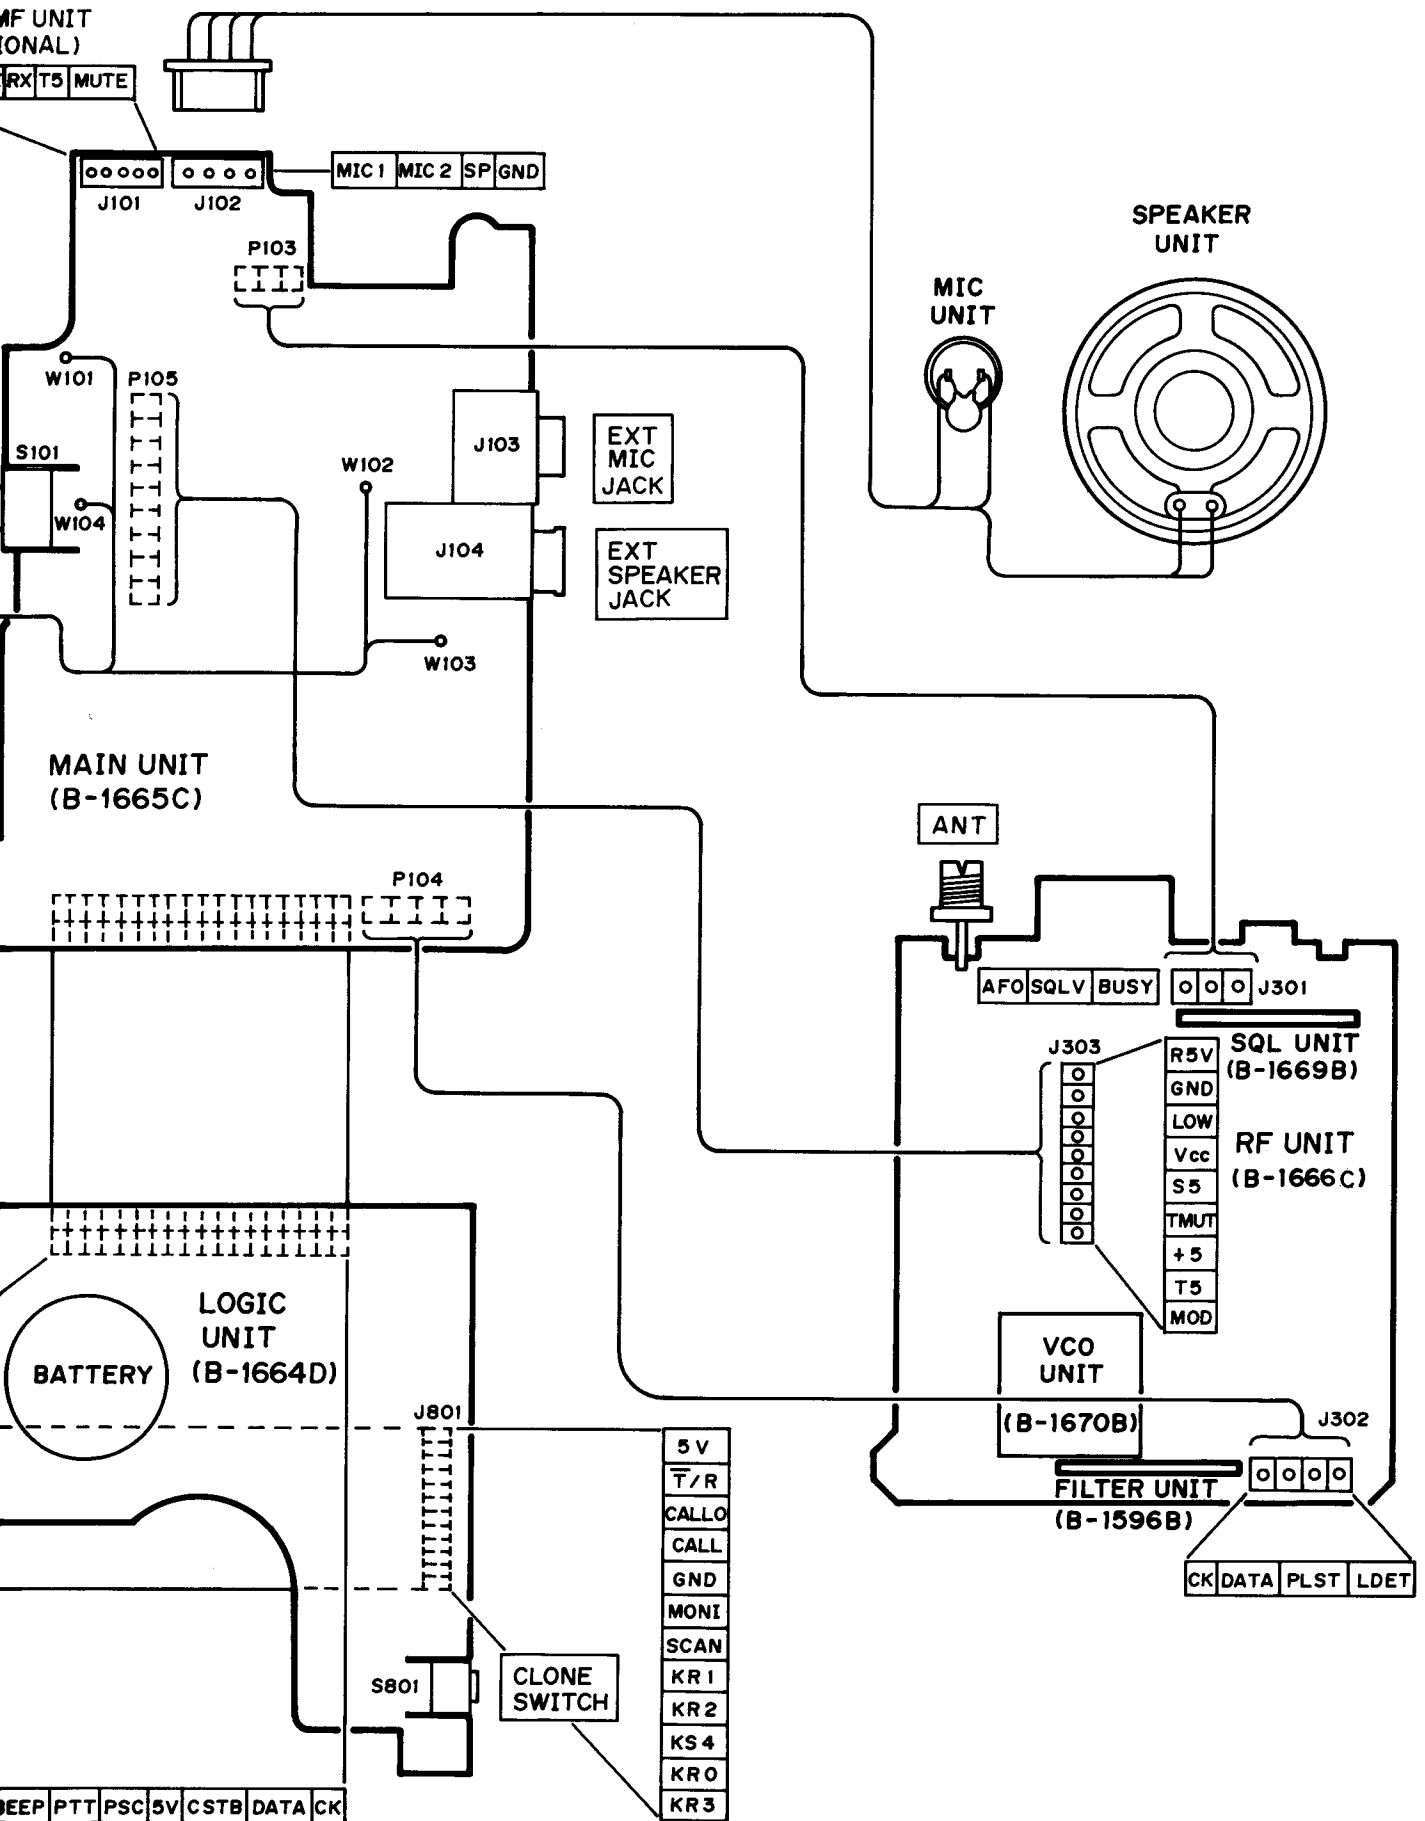 MF UNIT
IONAL)
RX T5 MUTE
MIC 1 MIC 2 SP GND
J101 J102
P103
SPEAKER
UNIT
MIC
UNIT
W101
P105
S101
W104
W102
J103
EXT
MIC
JACK
J104
EXT
SPEAKER
JACK
W103
MAIN UNIT
(B-1665C)
P104
ANT
AFO SQLV BUSY
J301
SQL UNIT
(B-1669B)
J303
R5V
GND
LOW
Vcc
S5
TMUT
+5
T5
MOD
RF UNIT
(B-1666C)
LOGIC
UNIT
(B-1664D)
BATTERY
VCO
UNIT
(B-1670B)
J302
FILTER UNIT
(B-1596B)
CK DATA PLST LDET
J801
5V
T̅/R
CALLO
CALL
GND
MONI
SCAN
KR1
KR2
KS4
KRO
KR3
S801
CLONE
SWITCH
BEEP PTT PSC 5V CSTB DATA CK